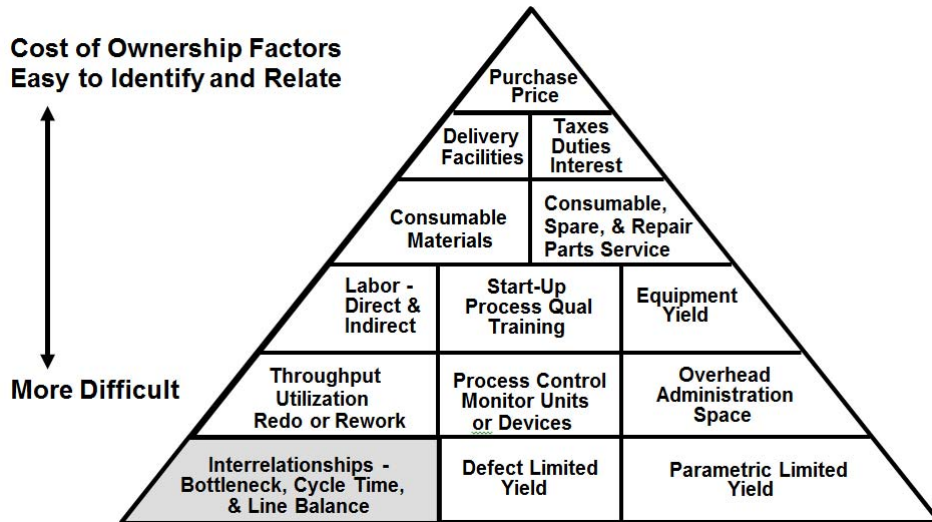 Cost of Ownership Factors
Easy to Identify and Relate
More Difficult
Purchase
Price
Delivery
Facilities
Taxes
Duties
Interest
Consumable
Materials
Consumable,
Spare, & Repair
Parts Service
Labor -
Direct &
Indirect
Start-Up
Process Qual
Training
Equipment
Yield
Throughput
Utilization
Redo or Rework
Process Control
Monitor Units
or Devices
Overhead
Administration
Space
Interrelationships -
Bottleneck, Cycle Time,
& Line Balance
Defect Limited
Yield
Parametric Limited
Yield